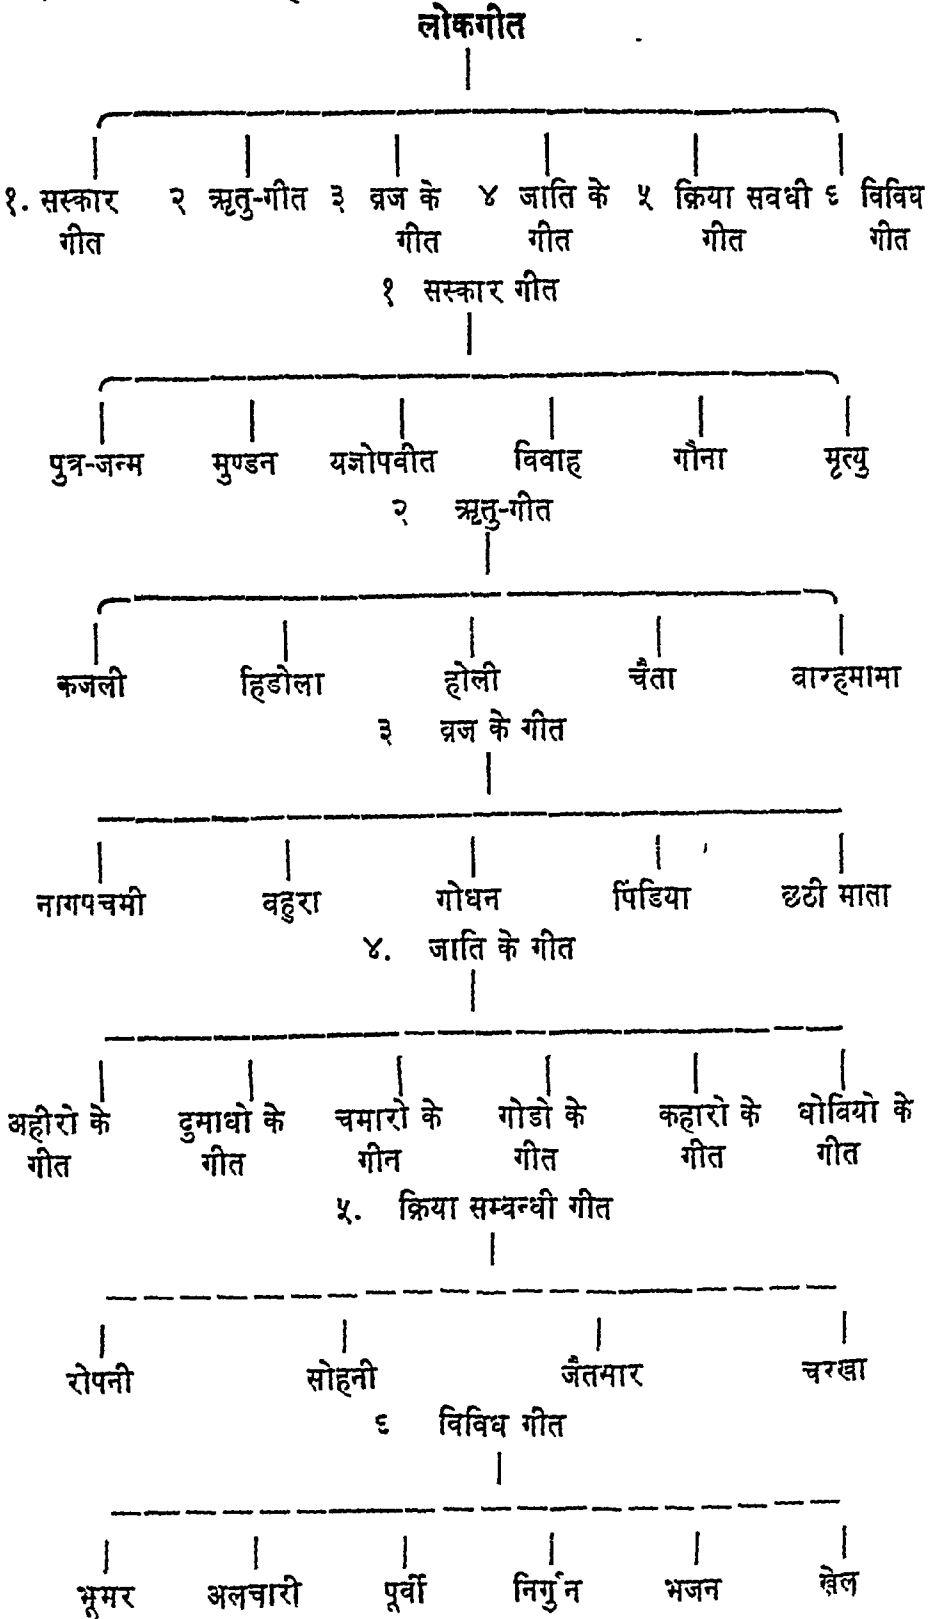 लोकगीत
१. सस्कार २ ऋतु-गीत ३ व्रज के ४ जाति के ५ क्रिया सवधी ६ विविध
गीत गीत गीत गीत गीत
१ सस्कार गीत
पुत्र-जन्म मुण्डन यज्ञोपवीत विवाह गौना मृत्यु
२ ऋतु-गीत
कजली हिडोला होली चैता वारहमामा
३ व्रज के गीत
नागपचमी वहुरा गोधन पिंडिया छठी माता
४. जाति के गीत
अहीरो के दुमाधो के चमारो के गोडो के कहारो के धोवियो के
गीत गीत गीन गीत गीत गीत
५. क्रिया सम्वन्धी गीत
रोपनी सोहनी जैतमार चरखा
६ विविध गीत
भूमर अलचारी पूर्वी निर्गुन भजन खेल